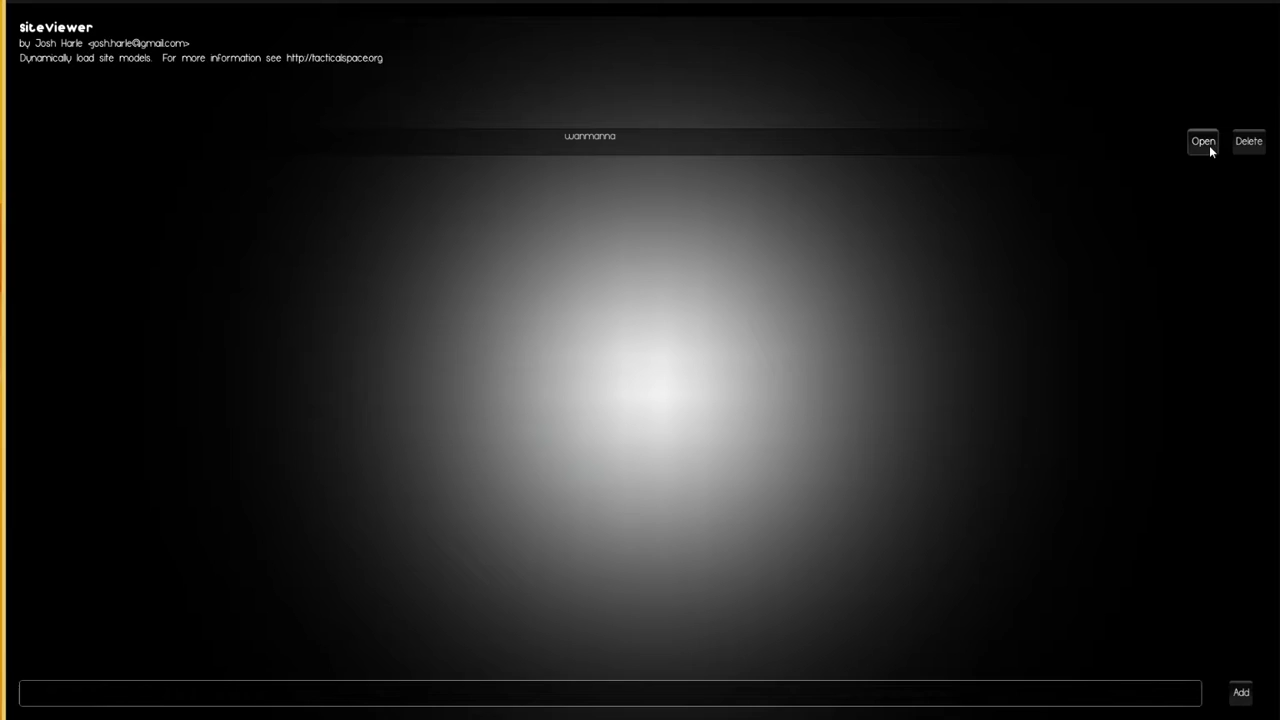 siteViewer
by Josh Harle <josh.harle@gmail.com>
Dynamically load site models. For more information see http://tacticalspace.org
wanmanna
Open
Delete
Add